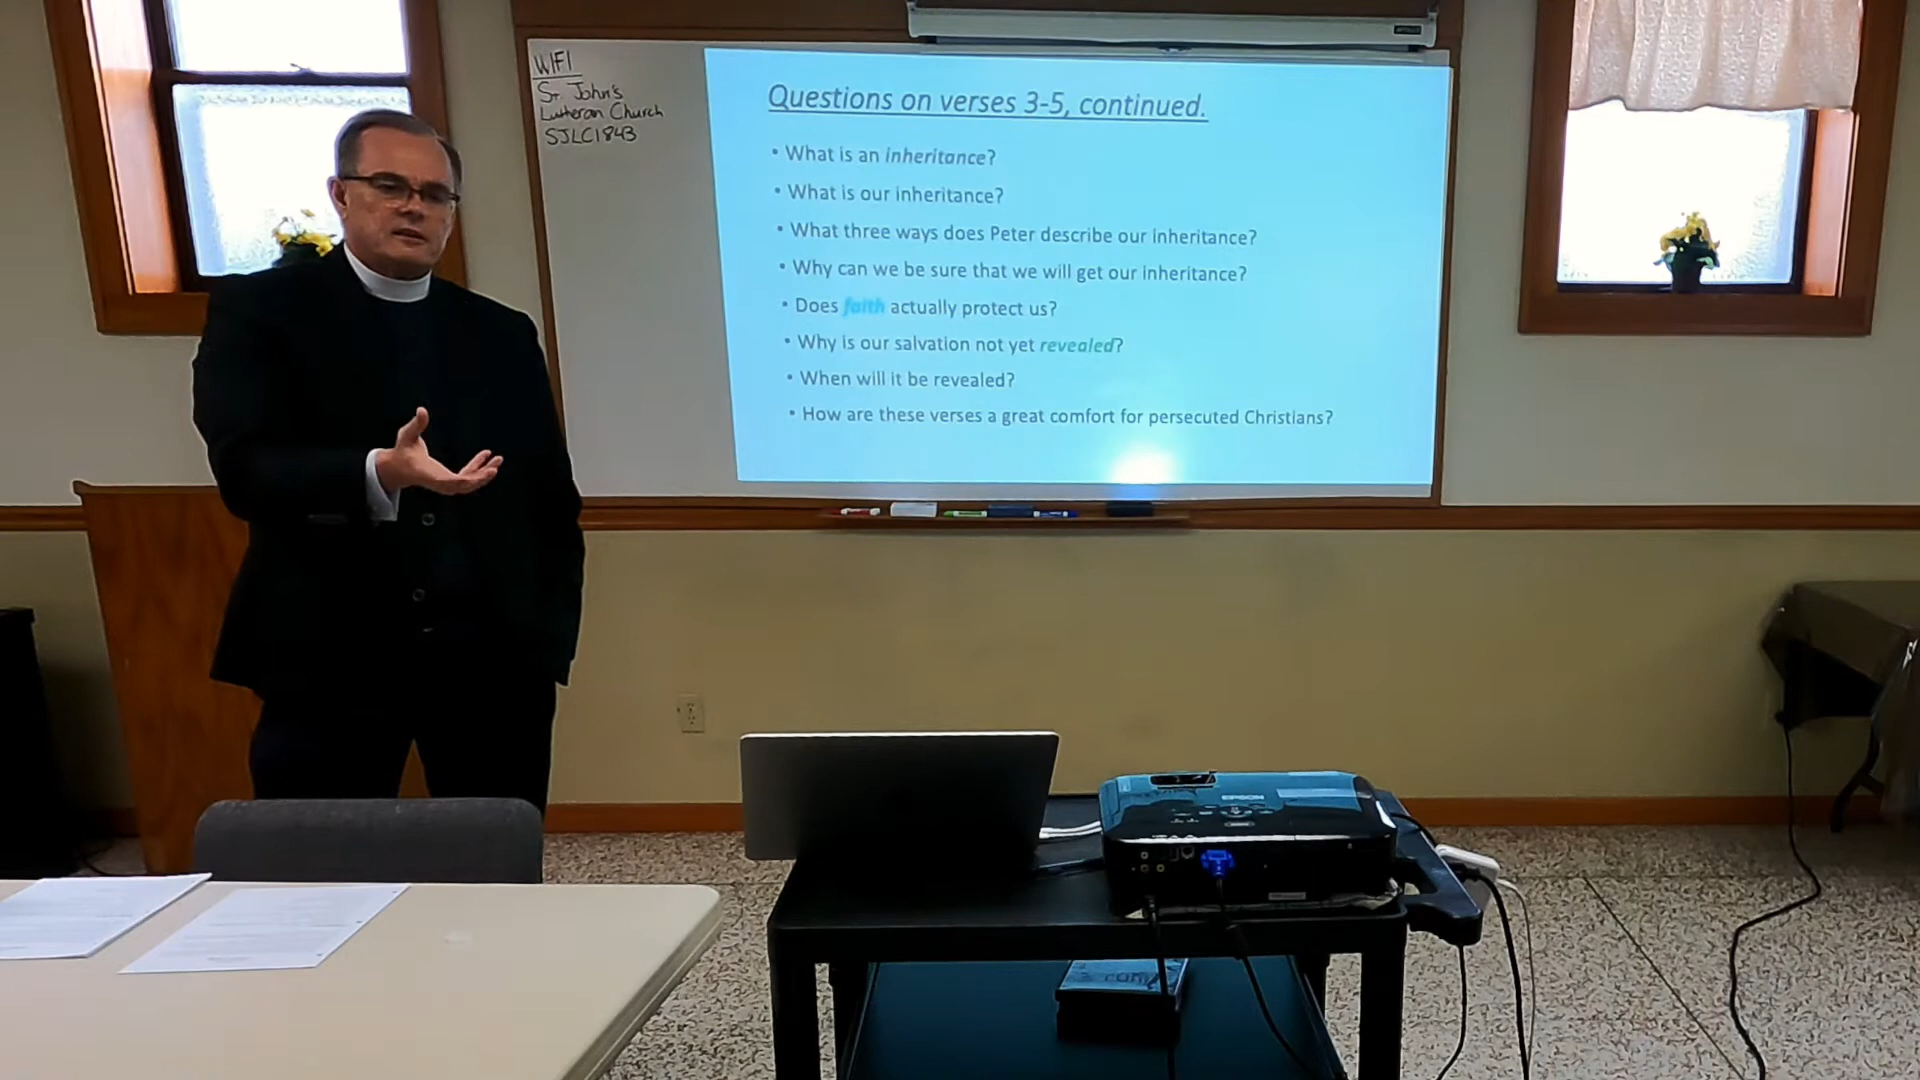 WIFI
St. John's
Lutheran Church
SJLC1843
Questions on verses 3-5, continued.
• What is an inheritance?
• What is our inheritance?
• What three ways does Peter describe our inheritance?
• Why can we be sure that we will get our inheritance?
• Does faith actually protect us?
• Why is our salvation not yet revealed?
• When will it be revealed?
• How are these verses a great comfort for persecuted Christians?
EPSON